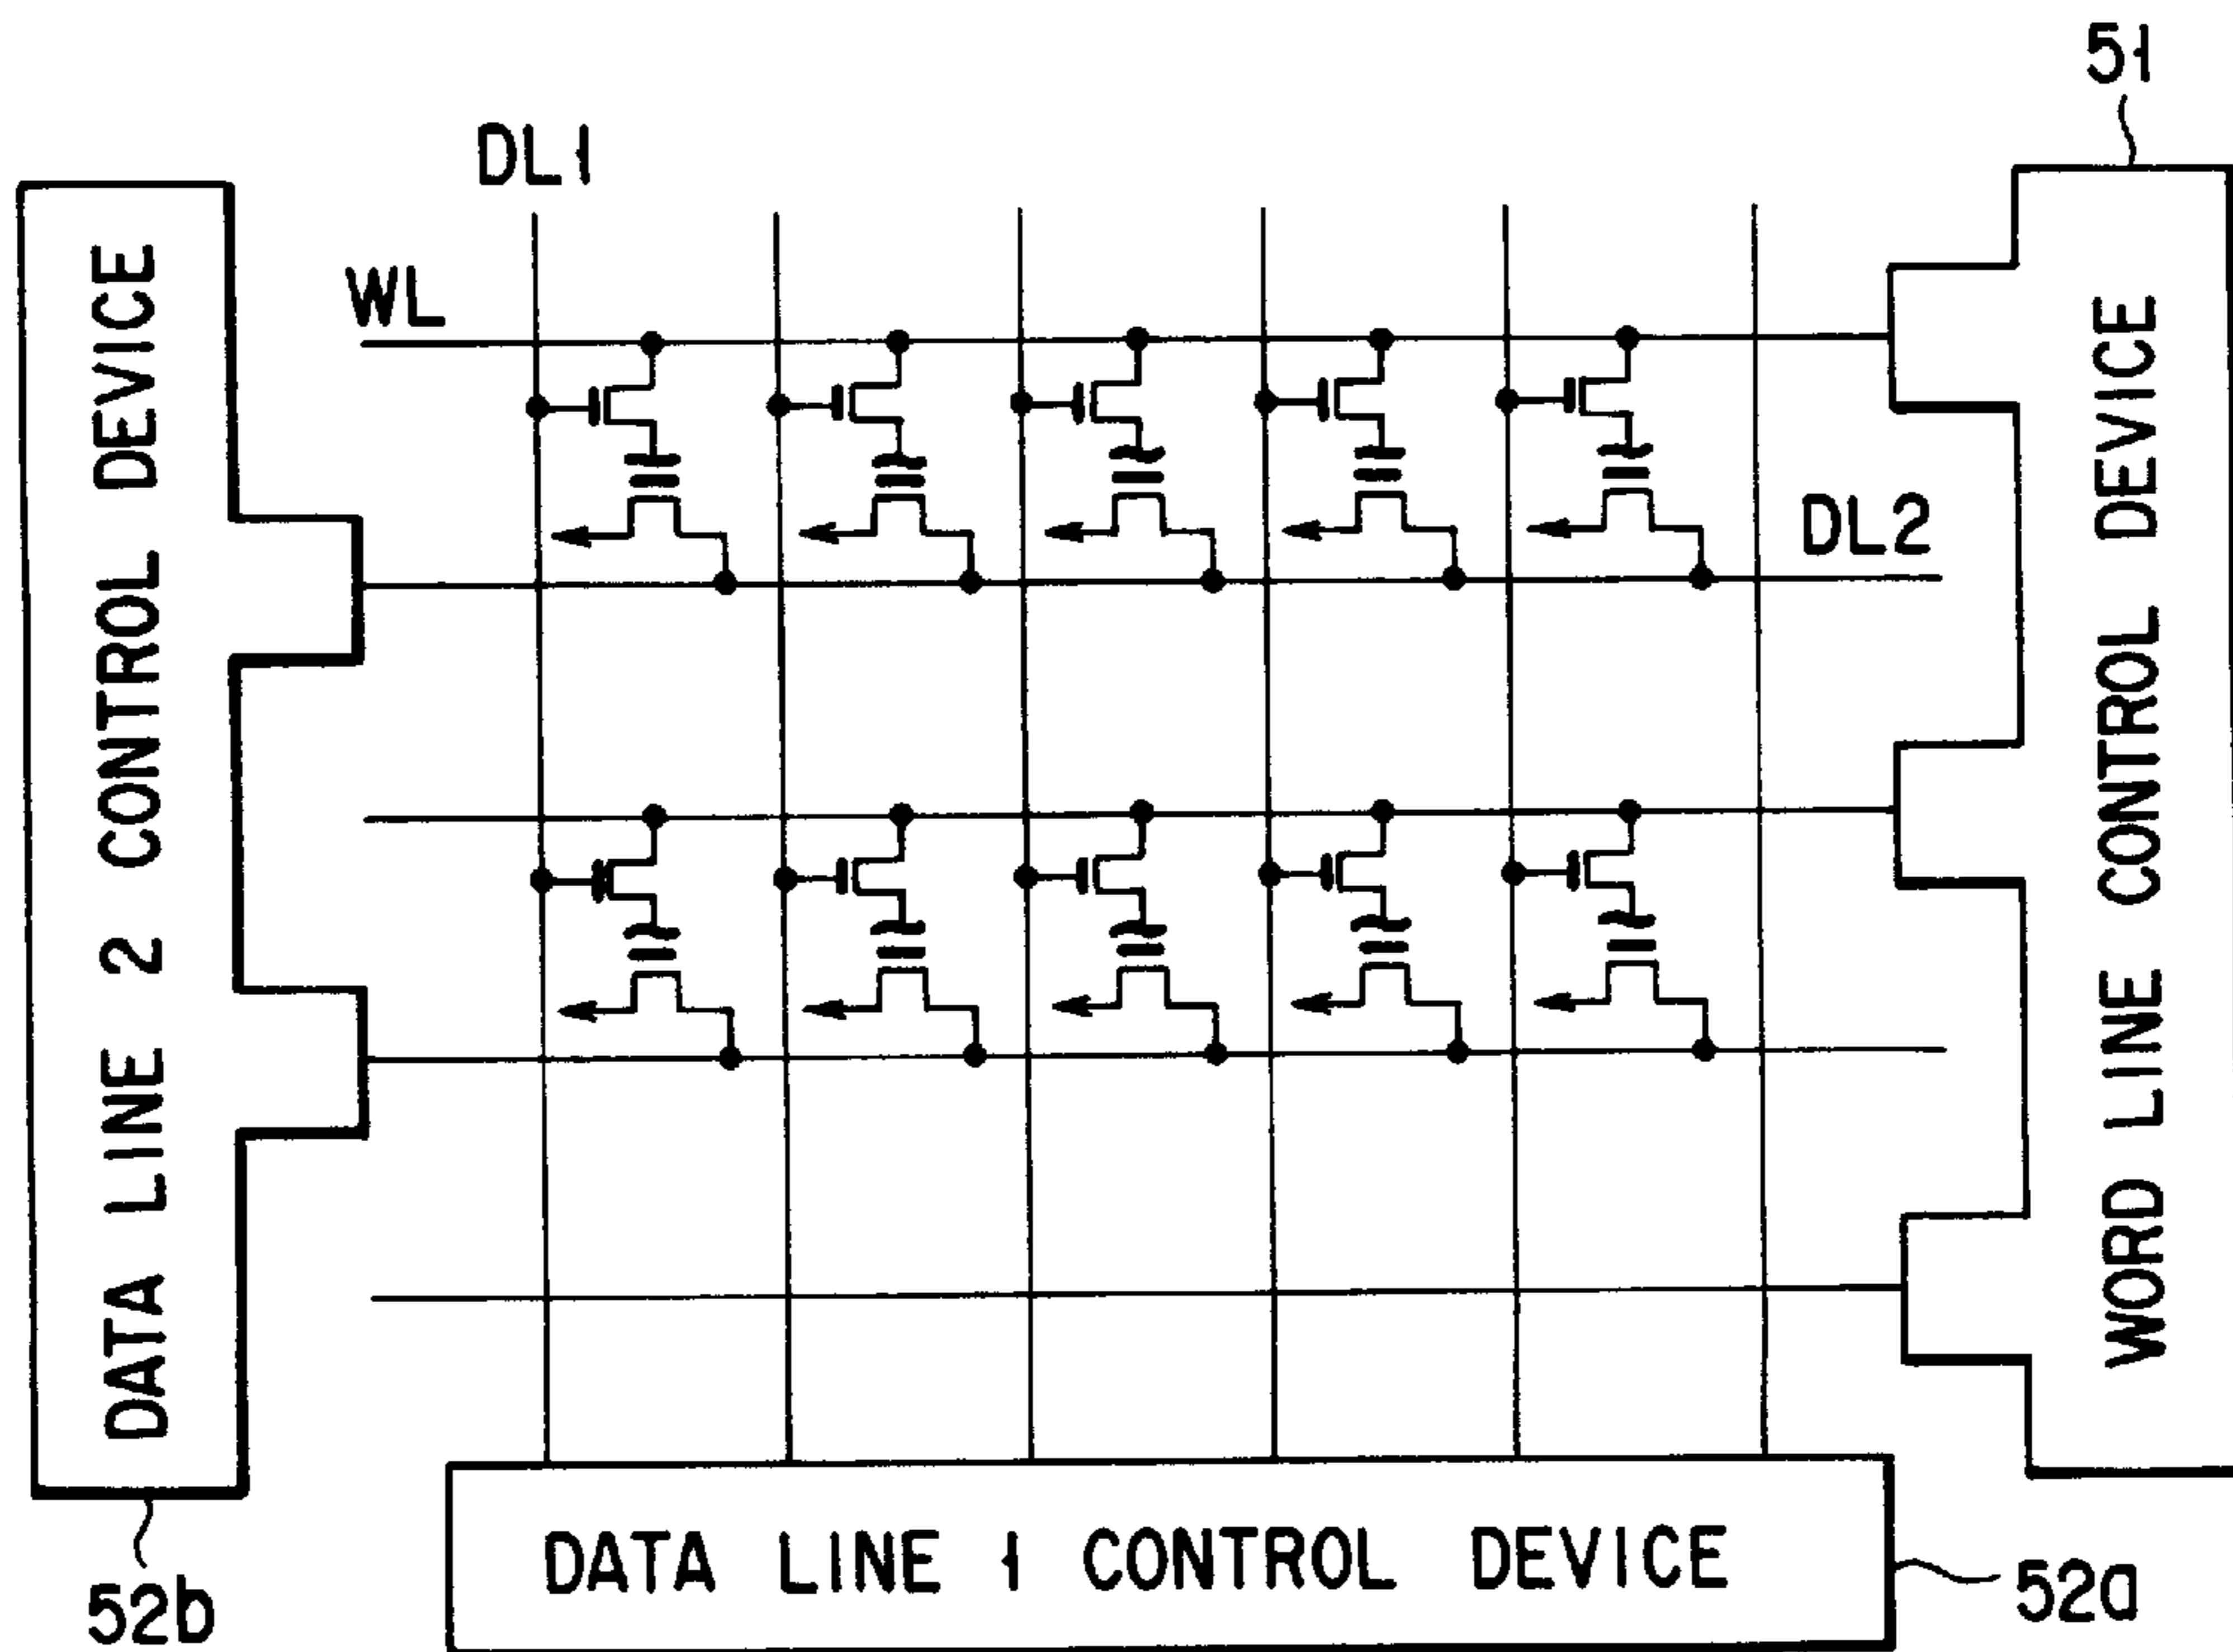 51
DL1
WL
DL2
DATA LINE 2 CONTROL DEVICE
WORD LINE CONTROL DEVICE
DATA LINE 1 CONTROL DEVICE
52b
52a